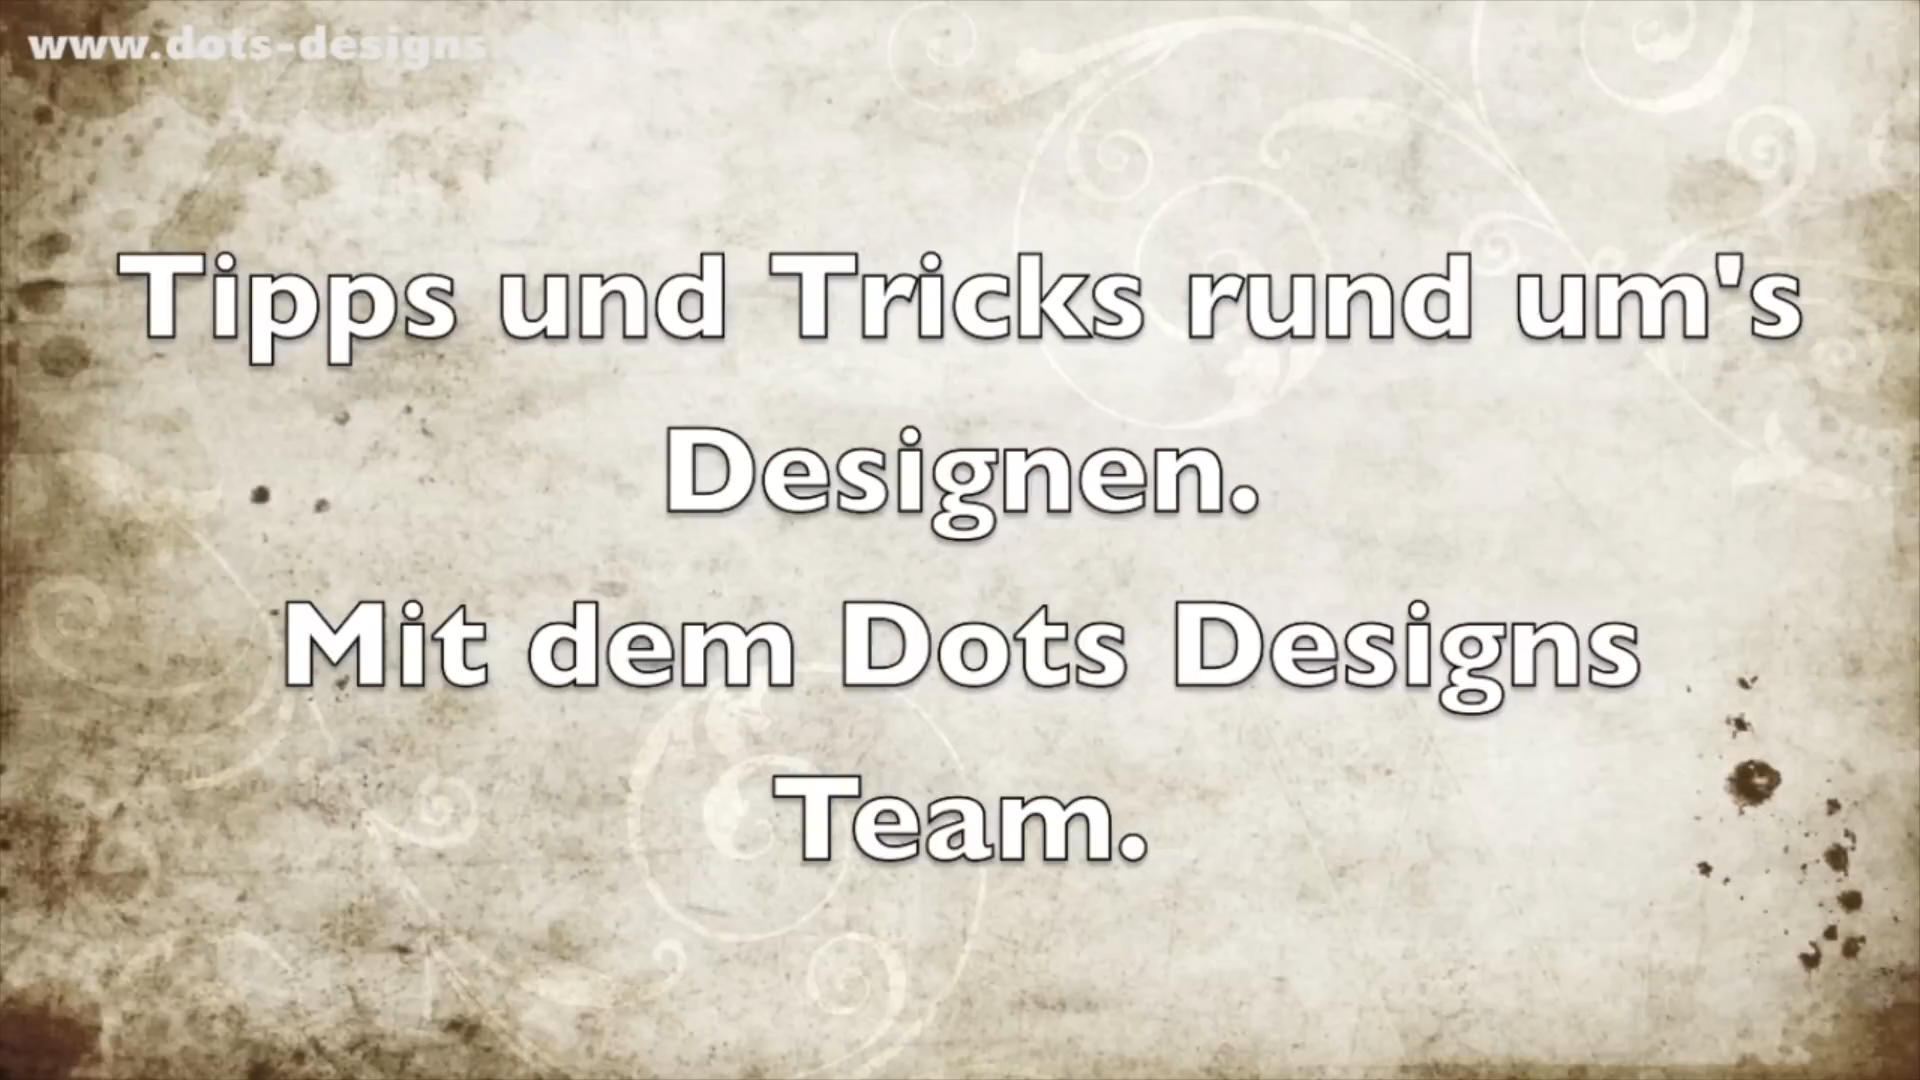 www.dots-designs
Tipps und Tricks rund um's
Designen.
Mit dem Dots Designs
Team.